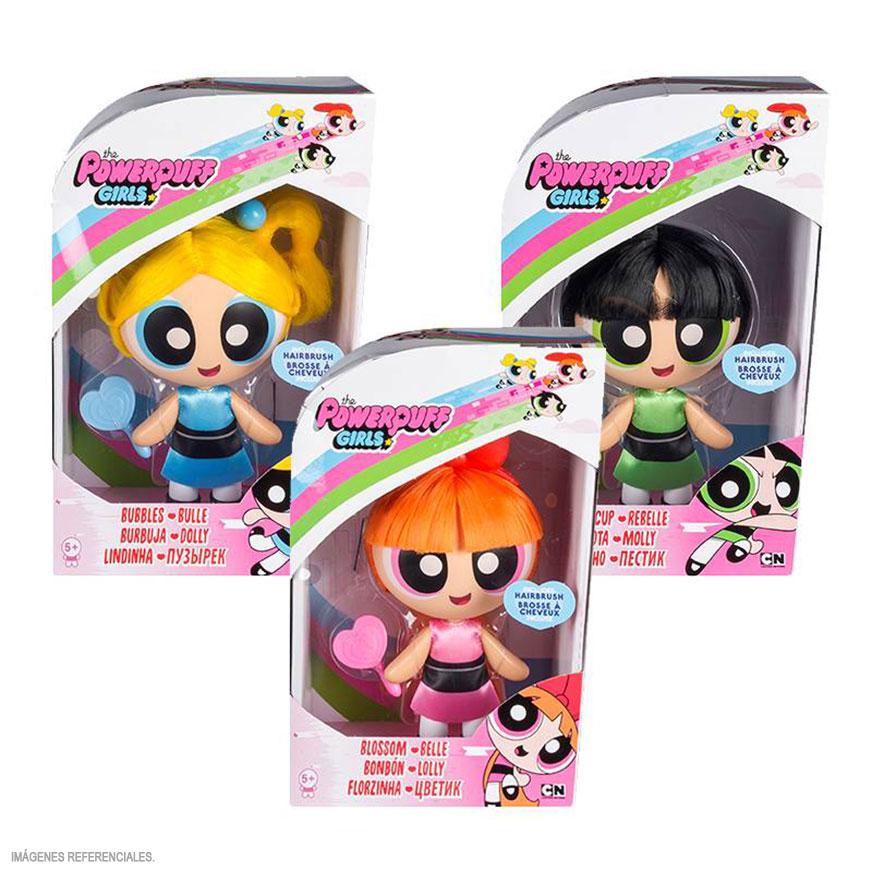 the
POWERPUFF
GIRLS
HAIRBRUSH
BROSSE À
CHEVEUX
BUBBLES • BULLE
BURBUJA • DOLLY
LINDINHA • ПУЗЫРЕК
5+
the
POWERPUFF
GIRLS
HAIRBRUSH
BROSSE À
CHEVEUX
CUP • REBELLE
MOLLY
ПЕСТИК
CN
the
POWERPUFF
GIRLS
HAIRBRUSH
BROSSE À
CHEVEUX
BLOSSOM • BELLE
BONBÓN • LOLLY
FLORZINHA • ЦВЕТИК
5+
CN
IMÁGENES REFERENCIALES.